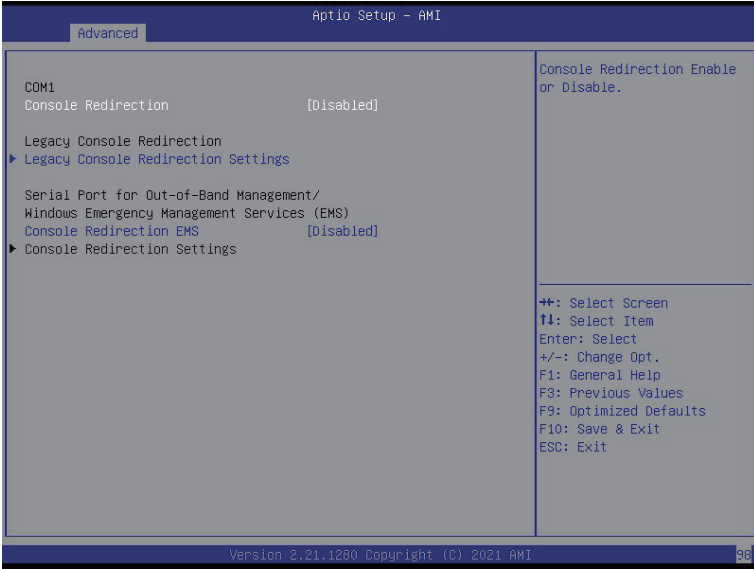 Aptio Setup – AMI
Advanced
COM1
Console Redirection [Disabled]
Legacy Console Redirection
▶ Legacy Console Redirection Settings
Serial Port for Out-of-Band Management/
Windows Emergency Management Services (EMS)
Console Redirection EMS [Disabled]
▶ Console Redirection Settings
Console Redirection Enable
or Disable.
→←: Select Screen
↑↓: Select Item
Enter: Select
+/-: Change Opt.
F1: General Help
F3: Previous Values
F9: Optimized Defaults
F10: Save & Exit
ESC: Exit
Version 2.21.1280 Copyright (C) 2021 AMI
98